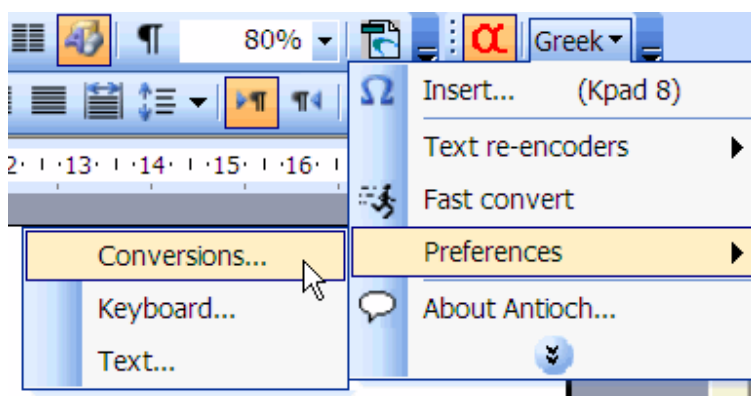 ¶ 80% α Greek
¶ ¶ Ω Insert... (Kpad 8)
Text re-encoders
2· ı ·13· ı ·14· ı ·15· ı ·16· ı
Fast convert
Conversions... Preferences
Keyboard... About Antioch...
Text...